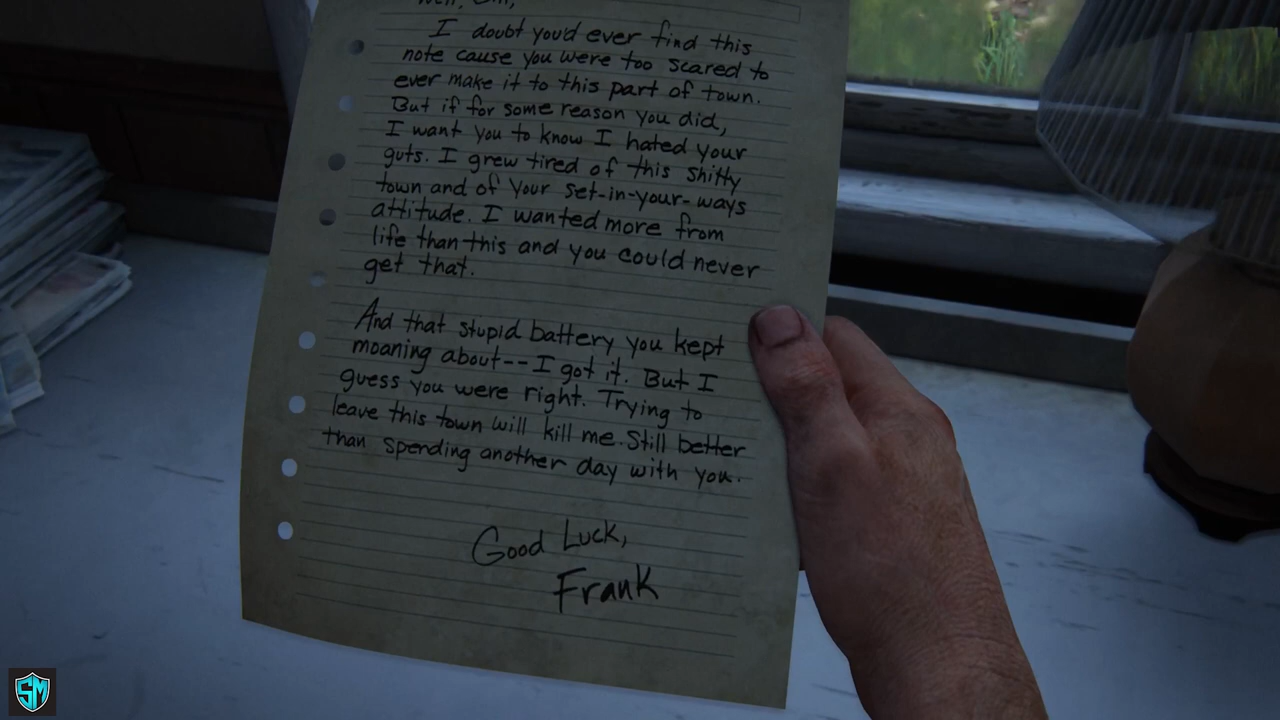 Well, Bill,
I doubt you'd ever find this
note cause you were too scared to
ever make it to this part of town.
But if for some reason you did,
I want you to know I hated your
guts. I grew tired of this shitty
town and of your set-in-your-ways
attitude. I wanted more from
life than this and you could never
get that.
And that stupid battery you kept
moaning about--I got it. But I
guess you were right. Trying to
leave this town will kill me. Still better
than spending another day with you.
Good Luck,
Frank
SM